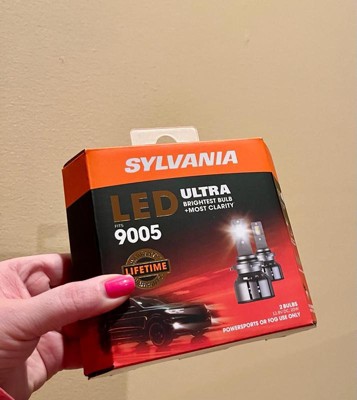 SYLVANIA
LED ULTRA
BRIGHTEST BULB
+MOST CLARITY
FITS
9005
LIFETIME
2 BULBS
POWERSPORTS OR FOG USE ONLY